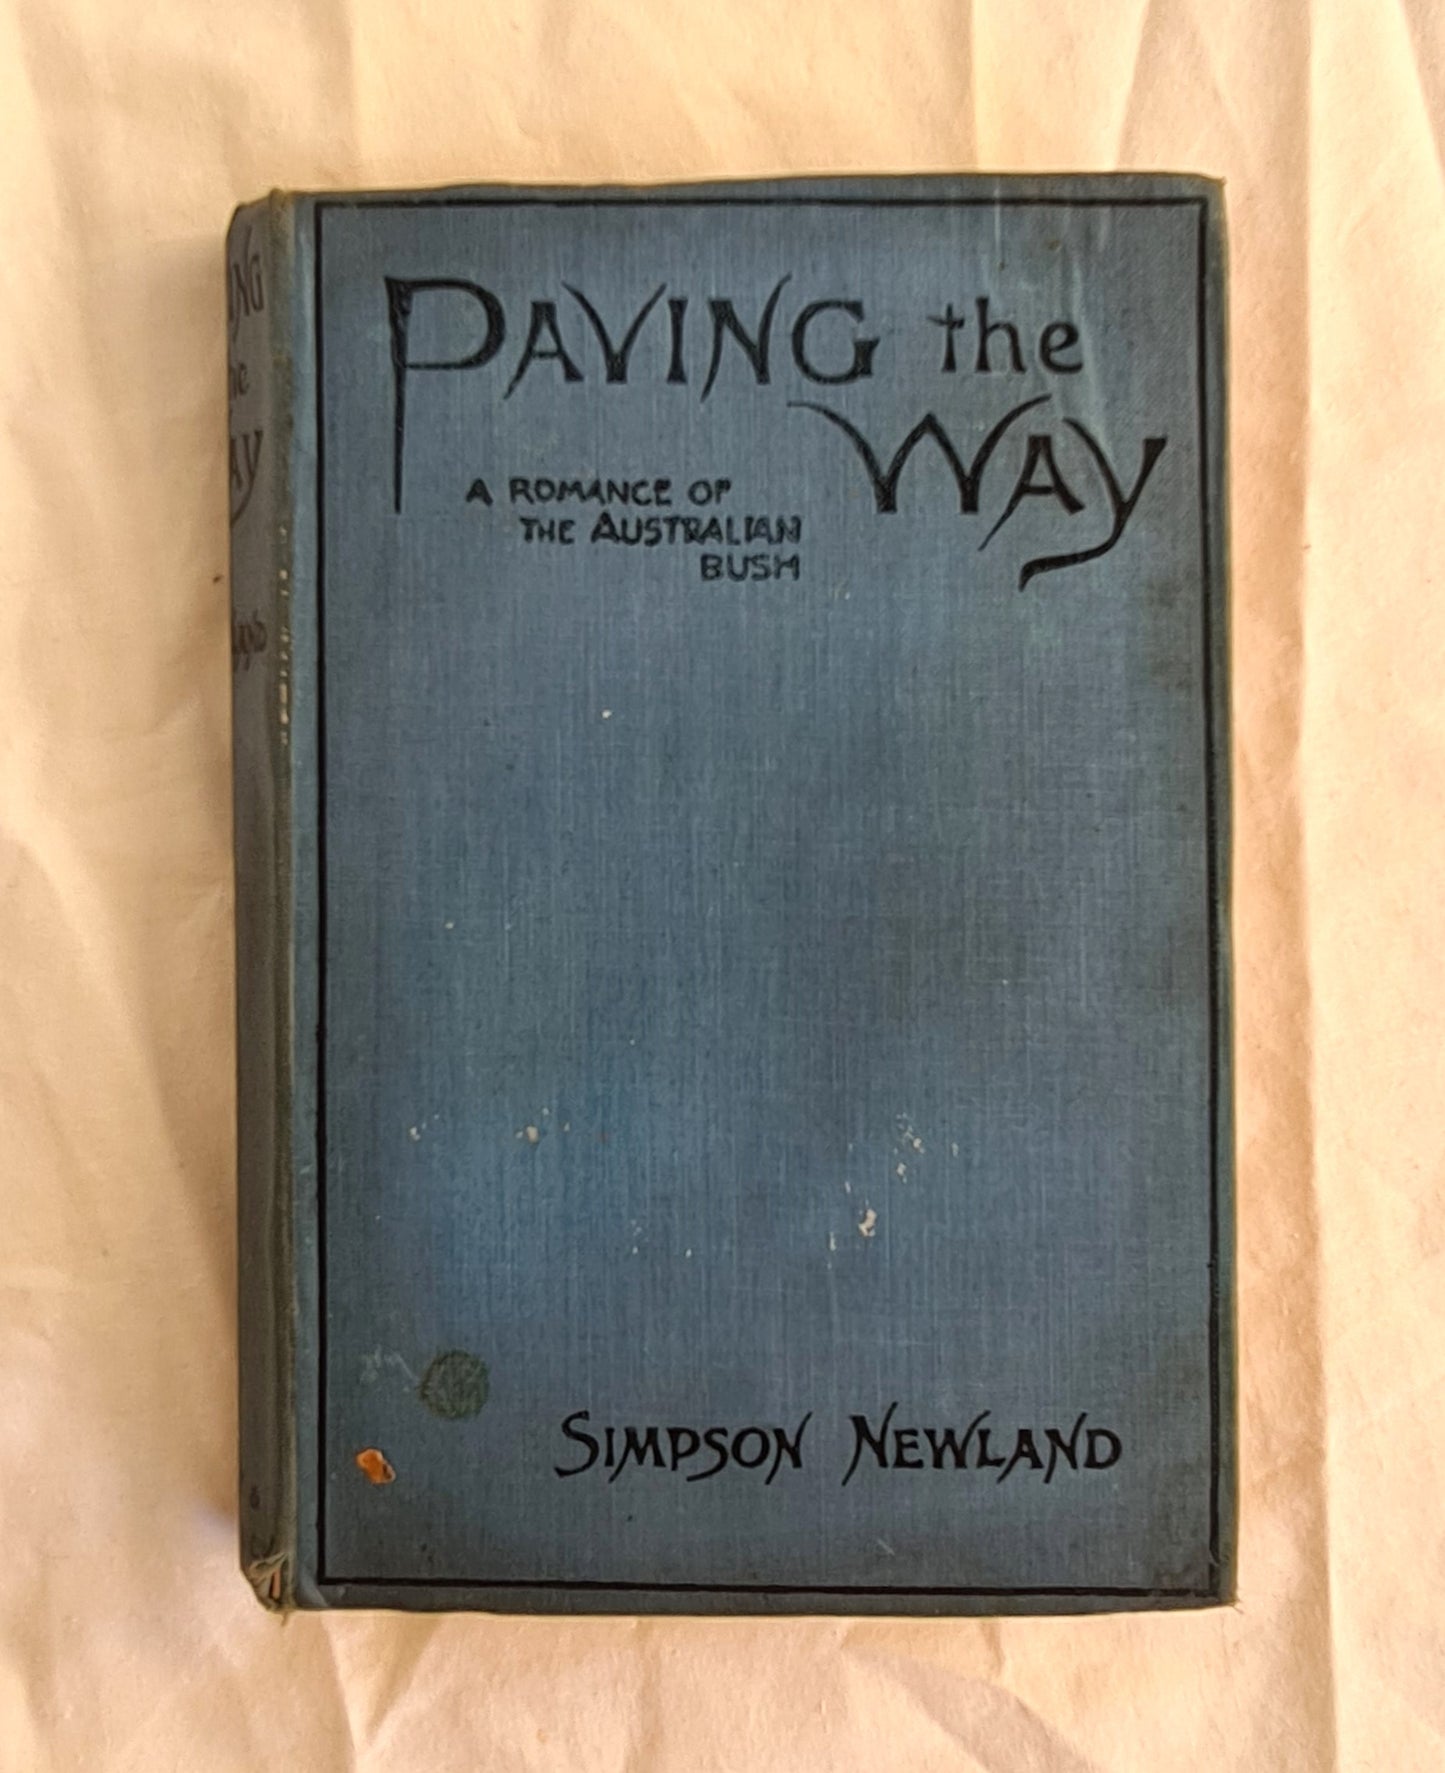 PAVING the
WAY
A ROMANCE OF
THE AUSTRALIAN
BUSH
SIMPSON NEWLAND